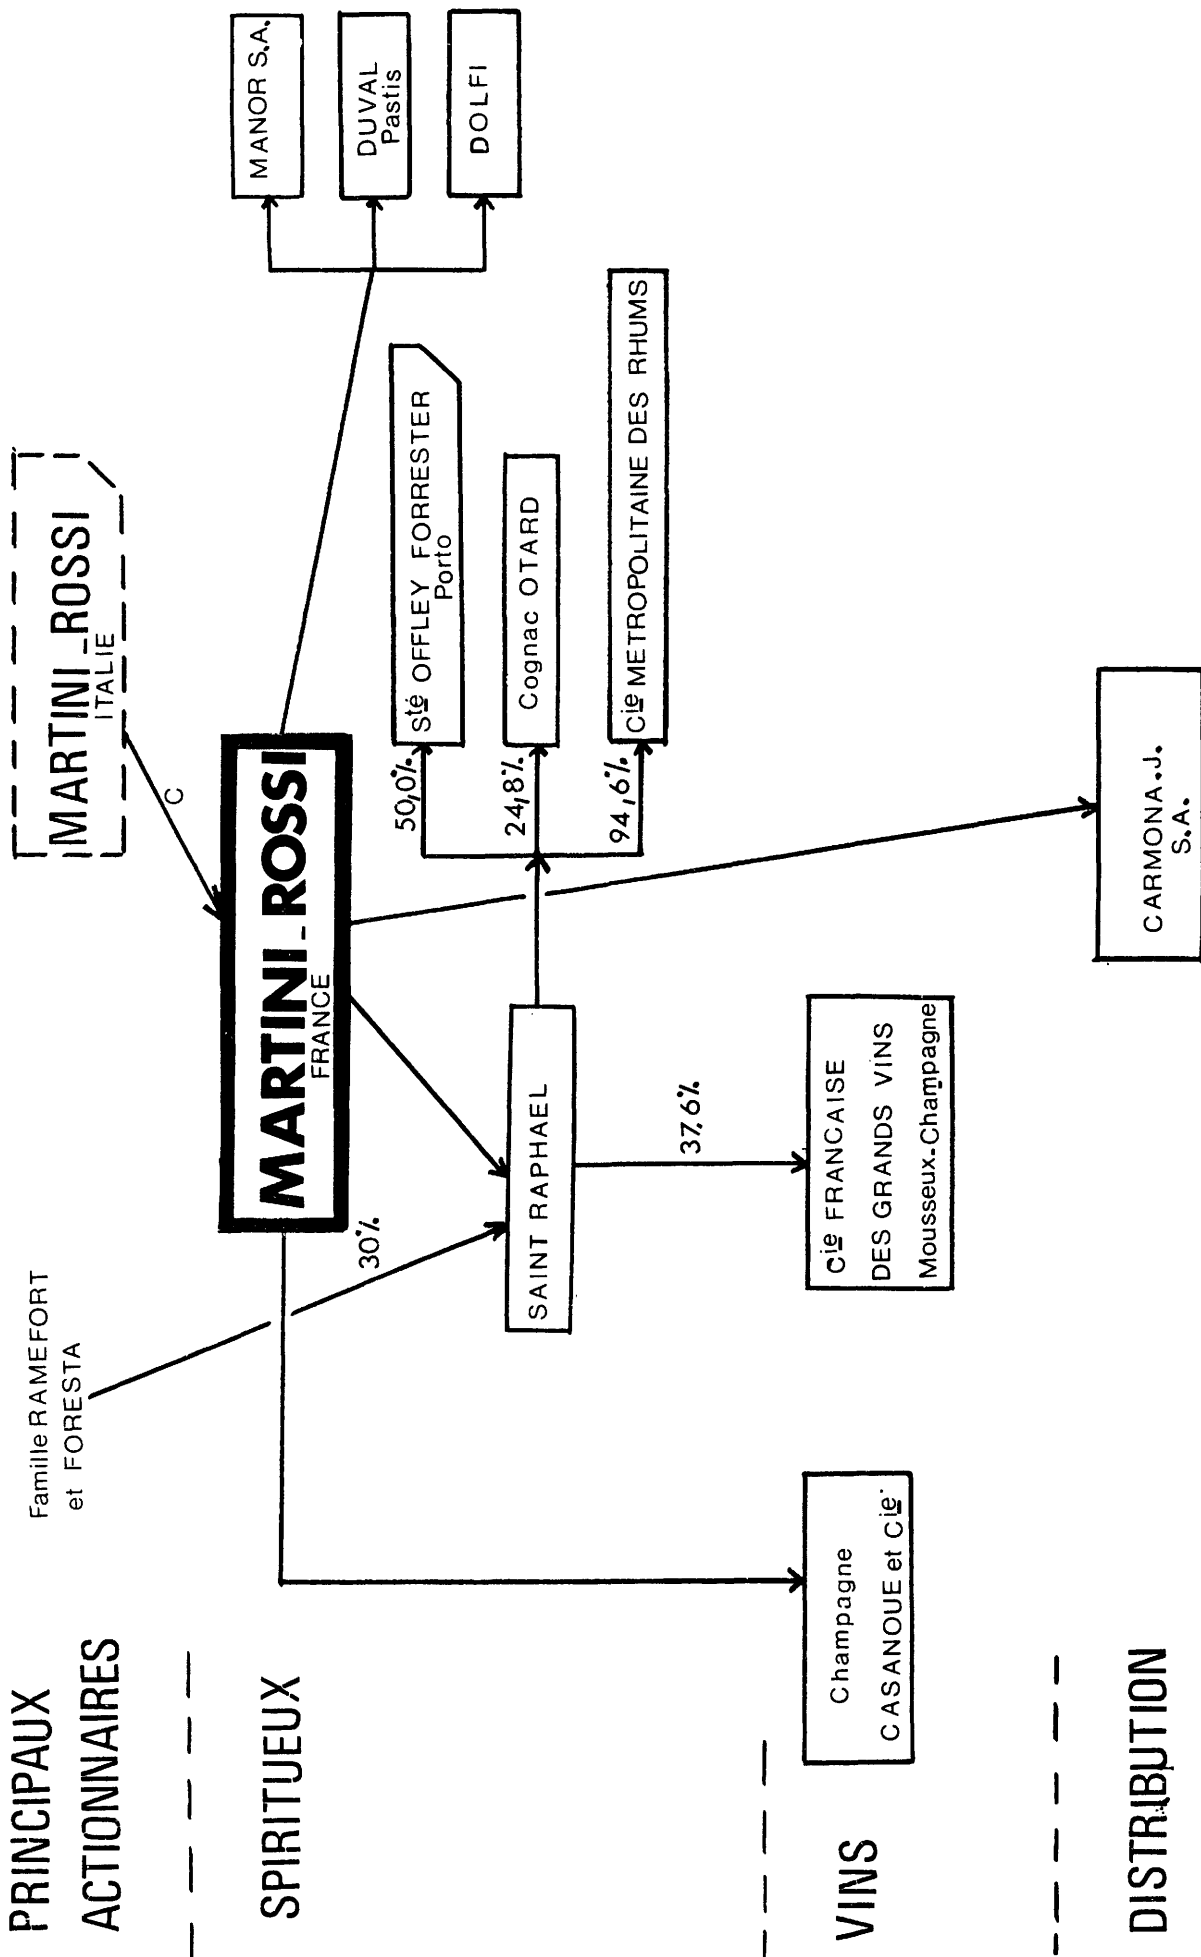 PRINCIPAUX
ACTIONNAIRES
Famille RAMEFORT
et FORESTA
MARTINI_ROSSI
ITALIE
C
SPIRITUEUX
MARTINI_ROSSI
FRANCE
30%
MANOR S.A.
DUVAL
Pastis
DOLFI
50,0%
Sté OFFLEY FORRESTER
Porto
SAINT RAPHAEL
24,8%
Cognac OTARD
94,6%
Cie METROPOLITAINE DES RHUMS
37,6%
VINS
Champagne
CASANOUE et Cie
Cie FRANCAISE
DES GRANDS VINS
Mousseux-Champagne
DISTRIBUTION
CARMONA.J.
S.A.